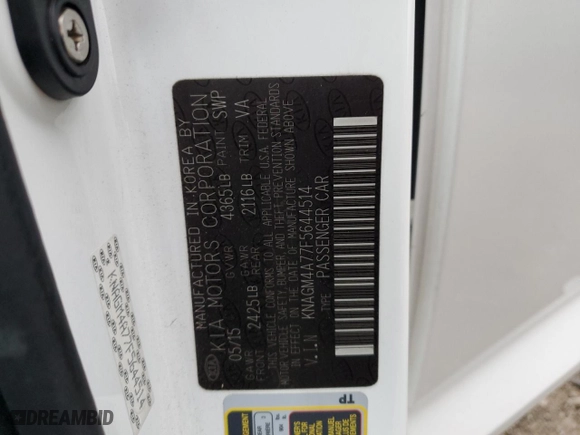 MANUFACTURED IN KOREA BY
KIA MOTORS CORPORATION
05/15 GVWR 4365LB PAINT SWP
GAWR FRONT 2425LB GAWR REAR 2116LB TRIM VA
THIS VEHICLE CONFORMS TO ALL APPLICABLE U.S.A. FEDERAL
MOTOR VEHICLE SAFETY BUMPER AND THEFT PREVENTION STANDARDS
IN EFFECT ON THE DATE OF MANUFACTURE SHOWN ABOVE
V.I.N KNAGM4A77F5644514
TYPE: PASSENGER CAR
KIA
KNAGM4A77F5644514
TP
DREAMBID